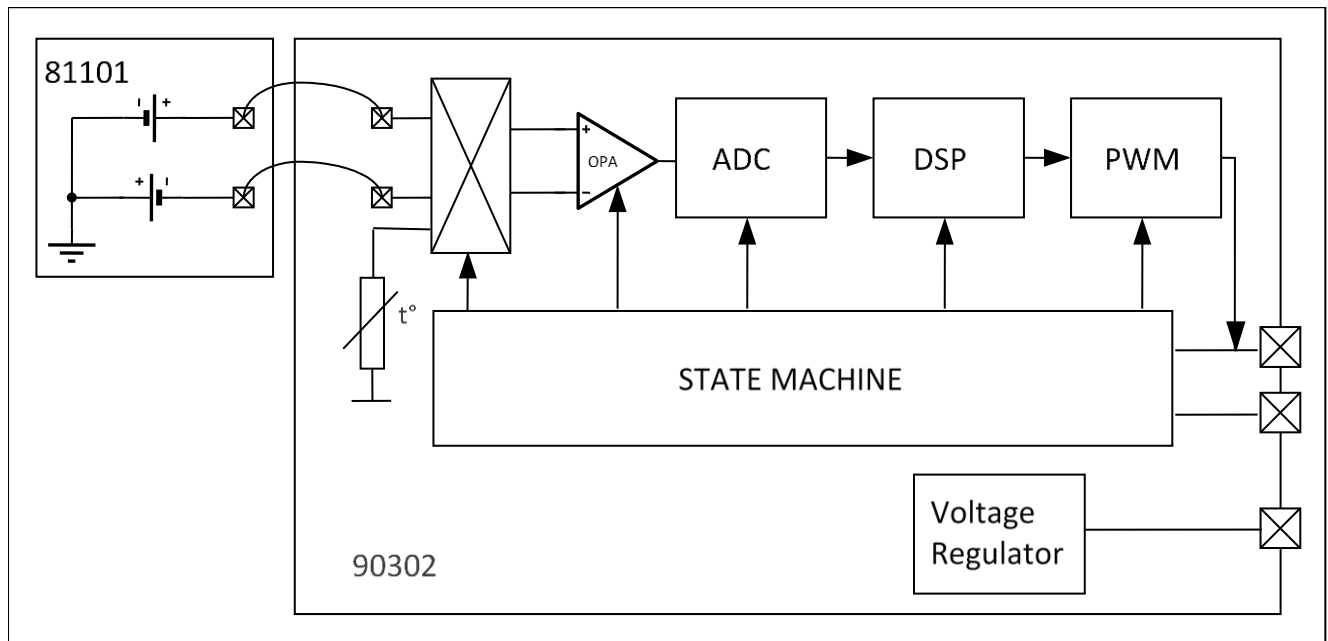 81101
- +
+ -
+
OPA
-
ADC
DSP
PWM
t°
STATE MACHINE
Voltage
Regulator
90302